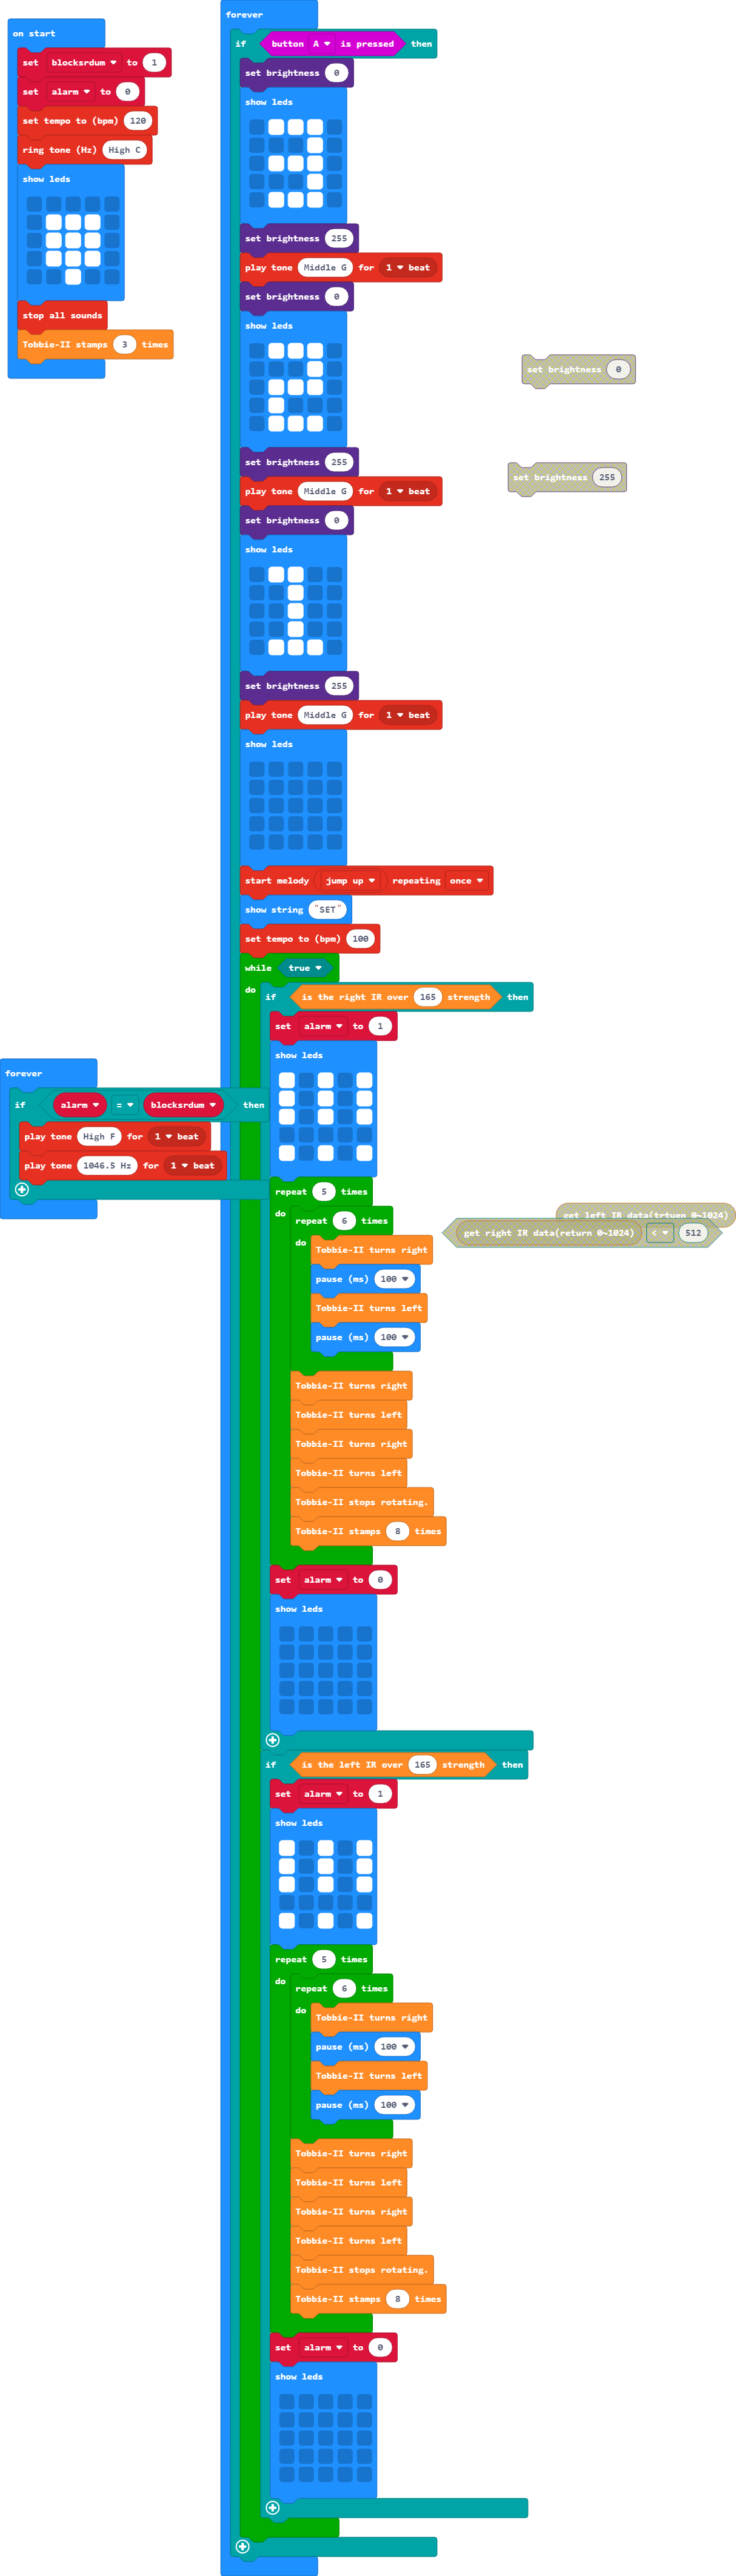 on start
set blocksrdum to 1
set alarm to 0
set tempo to (bpm) 120
ring tone (Hz) High C
show leds
stop all sounds
Tobbie-II stamps 3 times
forever
if button A is pressed then
set brightness 0
show leds
set brightness 255
play tone Middle G for 1 beat
set brightness 0
show leds
set brightness 255
play tone Middle G for 1 beat
set brightness 0
show leds
set brightness 255
play tone Middle G for 1 beat
show leds
start melody jump up repeating once
show string "SET"
set tempo to (bpm) 100
while true
do if is the right IR over 165 strength then
set alarm to 1
show leds
repeat 5 times
do repeat 6 times
do Tobbie-II turns right
pause (ms) 100
Tobbie-II turns left
pause (ms) 100
Tobbie-II turns right
Tobbie-II turns left
Tobbie-II turns right
Tobbie-II turns left
Tobbie-II stops rotating.
Tobbie-II stamps 8 times
set alarm to 0
show leds
if is the left IR over 165 strength then
set alarm to 1
show leds
repeat 5 times
do repeat 6 times
do Tobbie-II turns right
pause (ms) 100
Tobbie-II turns left
pause (ms) 100
Tobbie-II turns right
Tobbie-II turns left
Tobbie-II turns right
Tobbie-II turns left
Tobbie-II stops rotating.
Tobbie-II stamps 8 times
set alarm to 0
show leds
forever
if alarm = blocksrdum then
play tone High F for 1 beat
play tone 1046.5 Hz for 1 beat
set brightness 0
set brightness 255
get left IR data(trtuen 0~1024)
get right IR data(return 0~1024) < 512